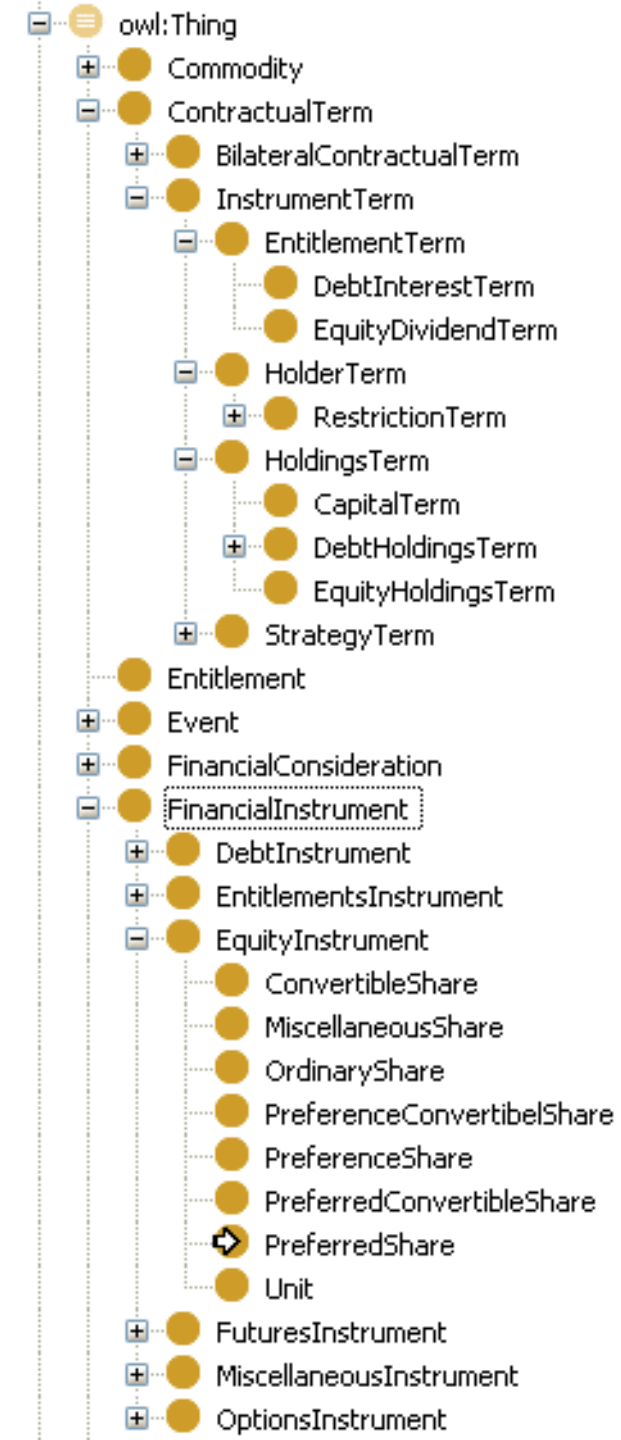 owl:Thing
Commodity
ContractualTerm
BilateralContractualTerm
InstrumentTerm
EntitlementTerm
DebtInterestTerm
EquityDividendTerm
HolderTerm
RestrictionTerm
HoldingsTerm
CapitalTerm
DebtHoldingsTerm
EquityHoldingsTerm
StrategyTerm
Entitlement
Event
FinancialConsideration
FinancialInstrument
DebtInstrument
EntitlementsInstrument
EquityInstrument
ConvertibleShare
MiscellaneousShare
OrdinaryShare
PreferenceConvertibelShare
PreferenceShare
PreferredConvertibleShare
PreferredShare
Unit
FuturesInstrument
MiscellaneousInstrument
OptionsInstrument